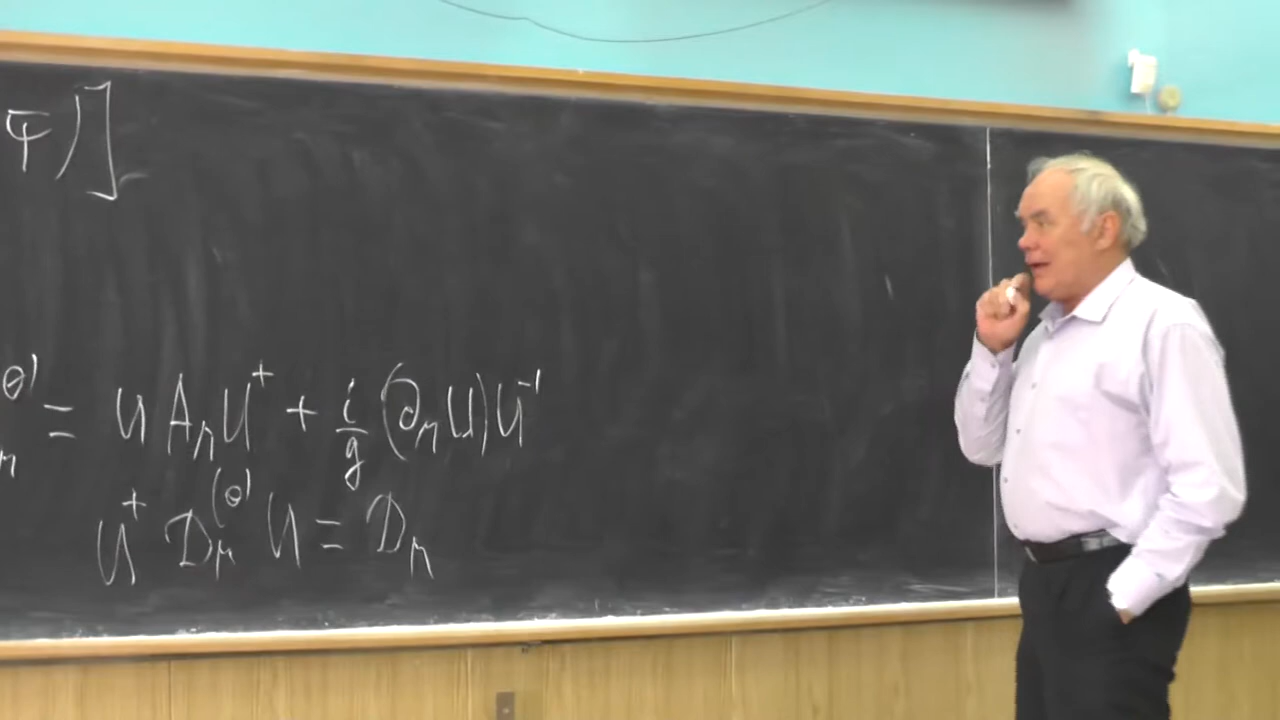 Ψ)]
θ)
μ = U A_μ U^+ + i/g (∂_μ U) U^{-1}
U^+ D_μ^{(θ)} U = D_μ